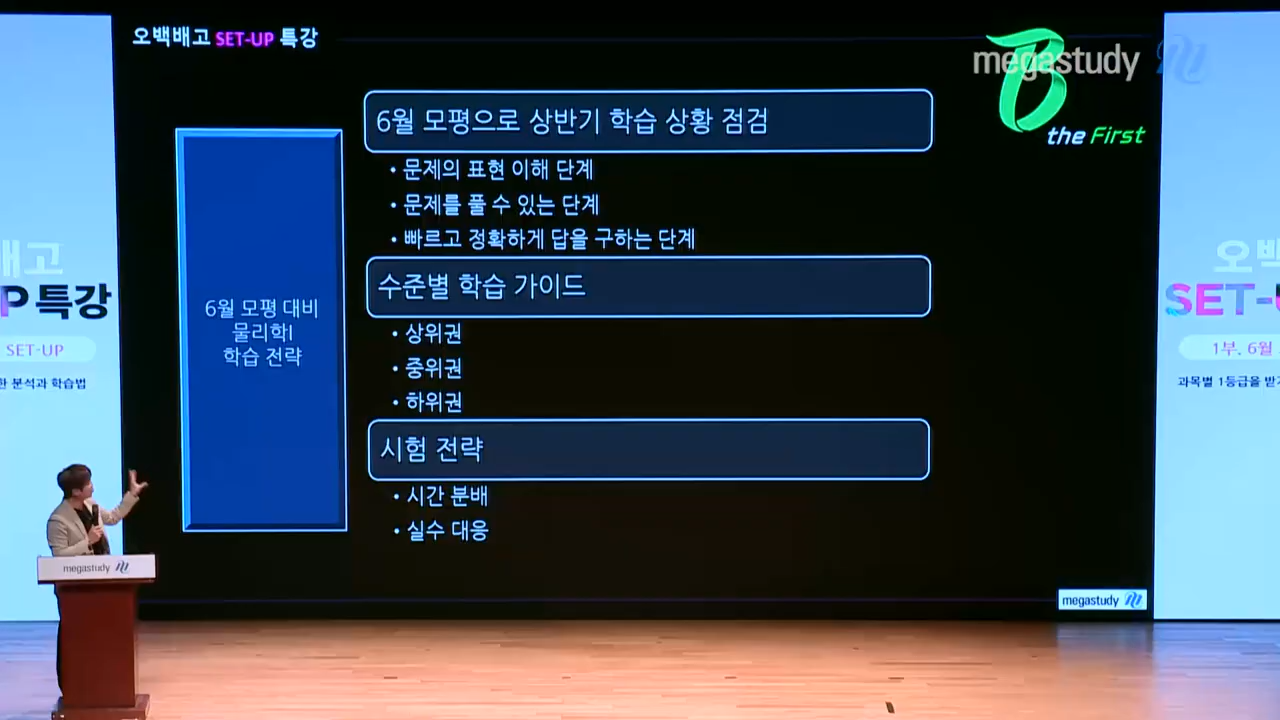 오백배고 SET-UP 특강
megastudy
the First
6월 모평 대비
물리학I
학습 전략
6월 모평으로 상반기 학습 상황 점검
• 문제의 표현 이해 단계
• 문제를 풀 수 있는 단계
• 빠르고 정확하게 답을 구하는 단계
수준별 학습 가이드
• 상위권
• 중위권
• 하위권
시험 전략
• 시간 분배
• 실수 대응
megastudy
배고
P 특강
SET-UP
한 분석과 학습법
오백
SET-U
1부. 6월
과목별 1등급을 받기
megastudy